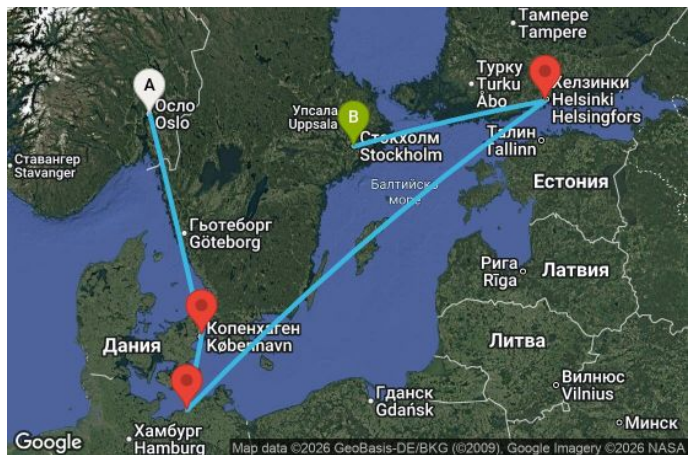 Тампере
Tampere
A
Осло
Oslo
Турку
Turku
Åbo
Хелзинки
Helsinki
Helsingfors
Упсала
Uppsala
B
Стокхолм
Stockholm
Талин
Tallinn
Ставангер
Stavanger
ЕСТОНИЯ
Балтийско
море
Гьотеборг
Göteborg
Рига
Rīga
ЛАТВИЯ
Копенхаген
København
Дания
ЛИТВА
Вилнюс
Vilnius
Гданск
Gdańsk
Минск
Хамбург
Hamburg
Google
Map data ©2026 GeoBasis-DE/BKG (©2009), Google Imagery ©2026 NASA